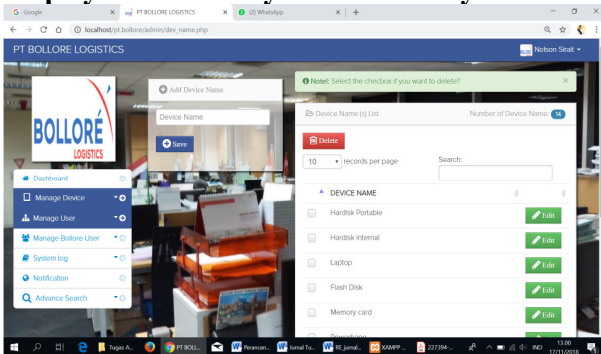 Google
PT BOLLORE LOGISTICS
(2) WhatsApp
localhost/pt.bollore/admin/dev_name.php
PT BOLLORE LOGISTICS
Nelson Sirait
BOLLORÉ
LOGISTICS
Dashboard
Manage Device
Manage User
Manage Bollore User
System log
Notification
Advance Search
Add Device Name
Device Name
Save
Note!: Select the checbox if you want to delete?
Device Name (s) List
Number of Device Name: 14
Delete
10 records per page
Search:
DEVICE NAME
Hardisk Portable
Edit
Hardisk Internal
Edit
Laptop
Edit
Flash Disk
Edit
Memory card
Edit
Tugas A...
PT BOLL...
Perancan...
Jurnal Tu...
RE_jurnal...
XAMPP ...
227394-...
IND
13.00
17/11/2018